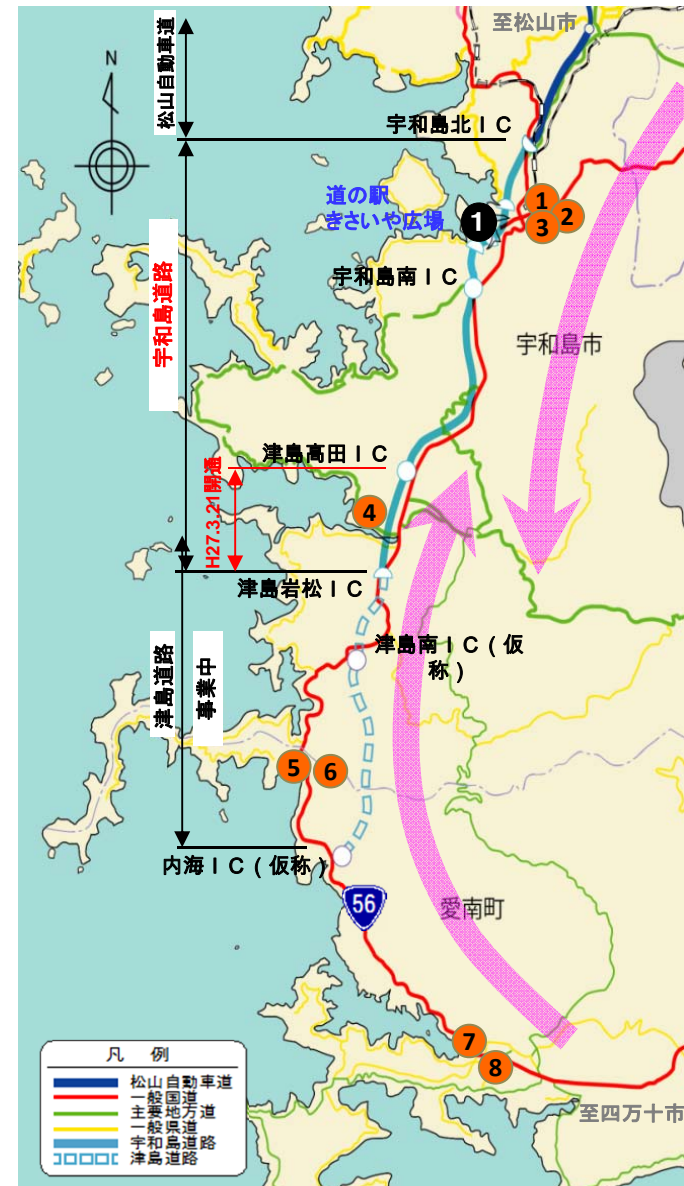 至松山市
N
松山自動車道
宇和島北IC
道の駅
きさいや広場
1
1
2
3
宇和島南IC
宇和島道路
宇和島市
津島高田IC
H27.3.21開通
4
津島岩松IC
津島南IC(仮
称)
津島道路
事業中
5
6
内海IC(仮称)
56
愛南町
7
8
至四万十市
凡 例
松山自動車道
一般国道
主要地方道
一般県道
宇和島道路
津島道路